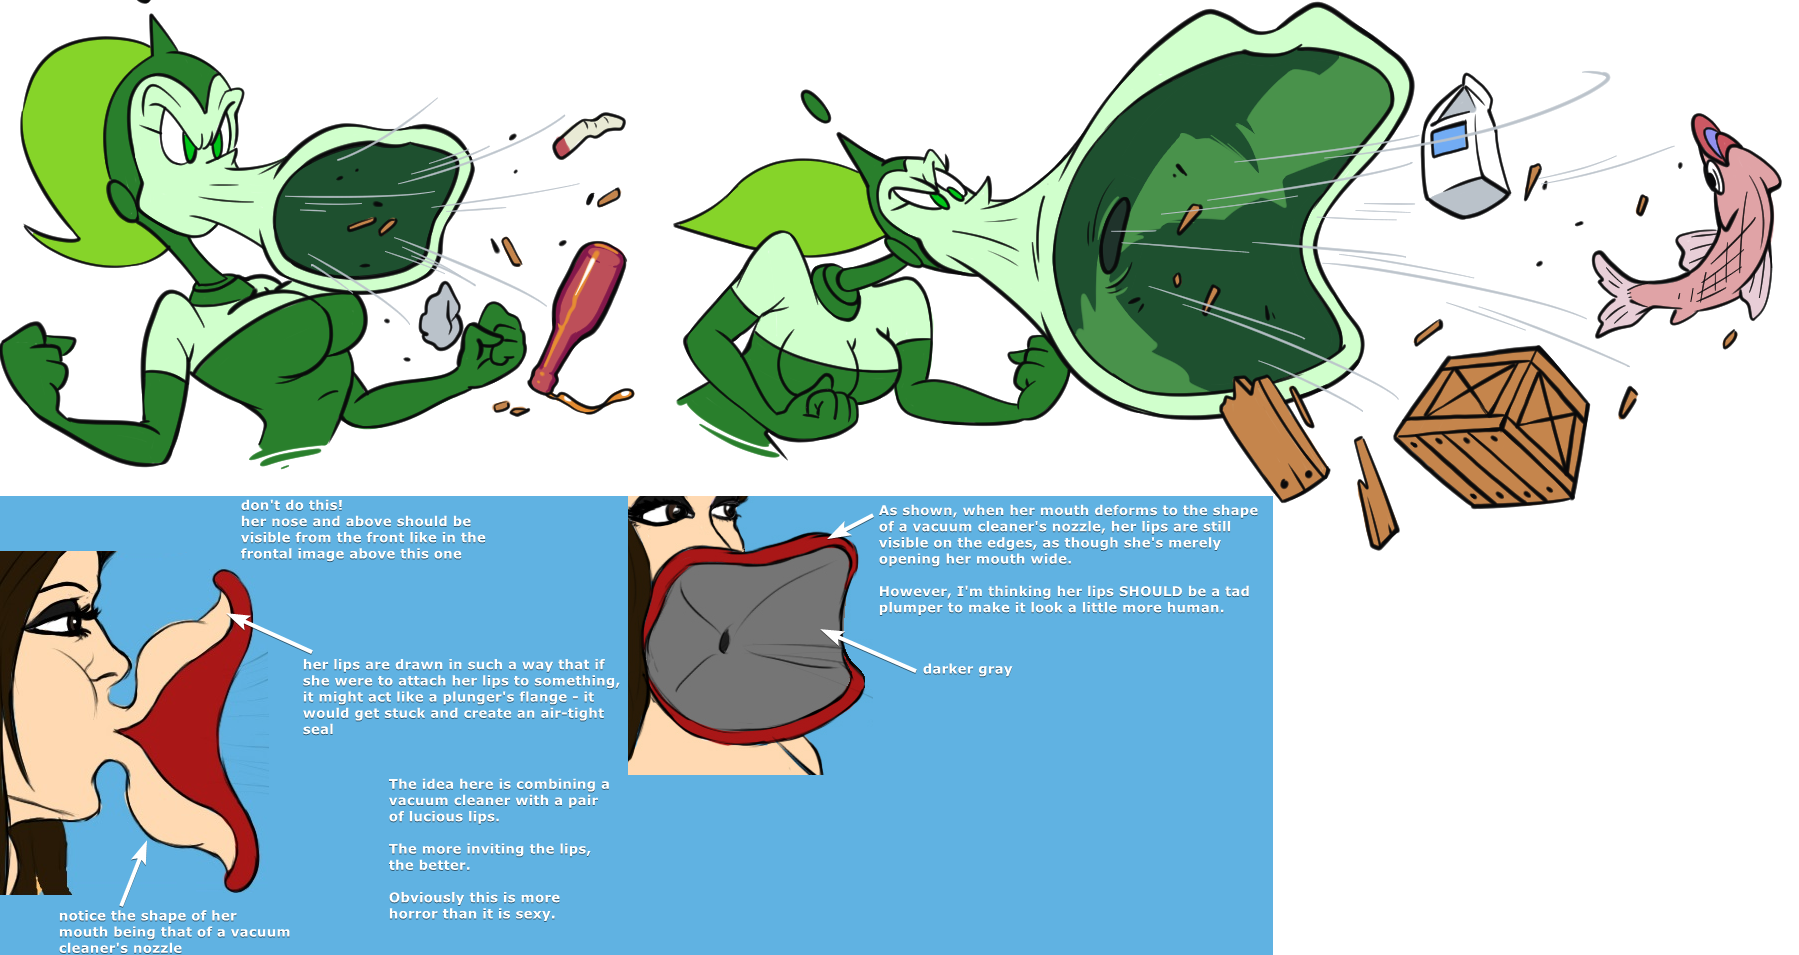 don't do this!
her nose and above should be
visible from the front like in the
frontal image above this one
her lips are drawn in such a way that if
she were to attach her lips to something,
it might act like a plunger's flange – it
would get stuck and create an air-tight
seal
The idea here is combining a
vacuum cleaner with a pair
of lucious lips.
The more inviting the lips,
the better.
Obviously this is more
horror than it is sexy.
notice the shape of her
mouth being that of a vacuum
cleaner's nozzle
As shown, when her mouth deforms to the shape
of a vacuum cleaner's nozzle, her lips are still
visible on the edges, as though she's merely
opening her mouth wide.
However, I'm thinking her lips SHOULD be a tad
plumper to make it look a little more human.
darker gray